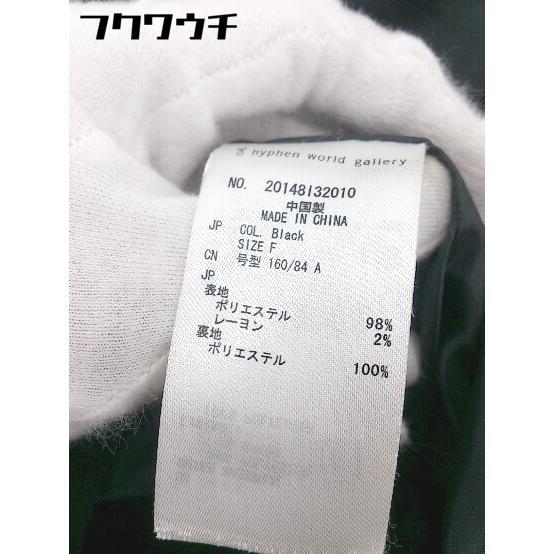 フクワウチ
hyphen world gallery
NO. 20148I32010
中国製
MADE IN CHINA
JP COL. Black
SIZE F
CN 号型 160/84 A
JP
表地
ポリエステル 98%
レーヨン 2%
裏地
ポリエステル 100%